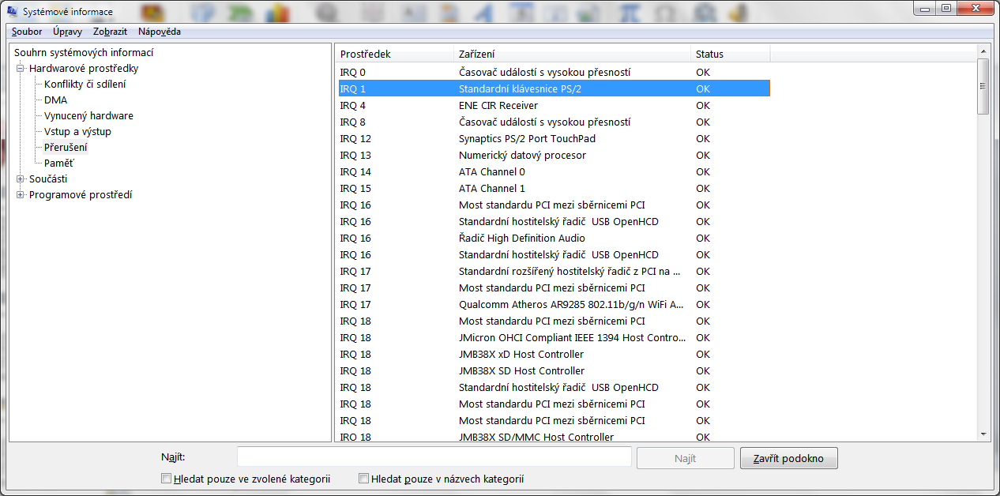 Systémové informace
Soubor Úpravy Zobrazit Nápověda
Souhrn systémových informací
Hardwarové prostředky
Konflikty či sdílení
DMA
Vynucený hardware
Vstup a výstup
Přerušení
Paměť
Součásti
Programové prostředí
Prostředek Zařízení Status
IRQ 0 Časovač událostí s vysokou přesností OK
IRQ 1 Standardní klávesnice PS/2 OK
IRQ 4 ENE CIR Receiver OK
IRQ 8 Časovač událostí s vysokou přesností OK
IRQ 12 Synaptics PS/2 Port TouchPad OK
IRQ 13 Numerický datový procesor OK
IRQ 14 ATA Channel 0 OK
IRQ 15 ATA Channel 1 OK
IRQ 16 Most standardu PCI mezi sběrnicemi PCI OK
IRQ 16 Standardní hostitelský řadič USB OpenHCD OK
IRQ 16 Řadič High Definition Audio OK
IRQ 16 Standardní hostitelský řadič USB OpenHCD OK
IRQ 17 Standardní rozšířený hostitelský řadič z PCI na ... OK
IRQ 17 Most standardu PCI mezi sběrnicemi PCI OK
IRQ 17 Qualcomm Atheros AR9285 802.11b/g/n WiFi A... OK
IRQ 18 Most standardu PCI mezi sběrnicemi PCI OK
IRQ 18 JMicron OHCI Compliant IEEE 1394 Host Contro... OK
IRQ 18 JMB38X xD Host Controller OK
IRQ 18 JMB38X SD Host Controller OK
IRQ 18 Standardní hostitelský řadič USB OpenHCD OK
IRQ 18 Most standardu PCI mezi sběrnicemi PCI OK
IRQ 18 Most standardu PCI mezi sběrnicemi PCI OK
IRQ 18 JMB38X SD/MMC Host Controller OK
Najít: Najít Zavřít podokno
Hledat pouze ve zvolené kategorii Hledat pouze v názvech kategorií